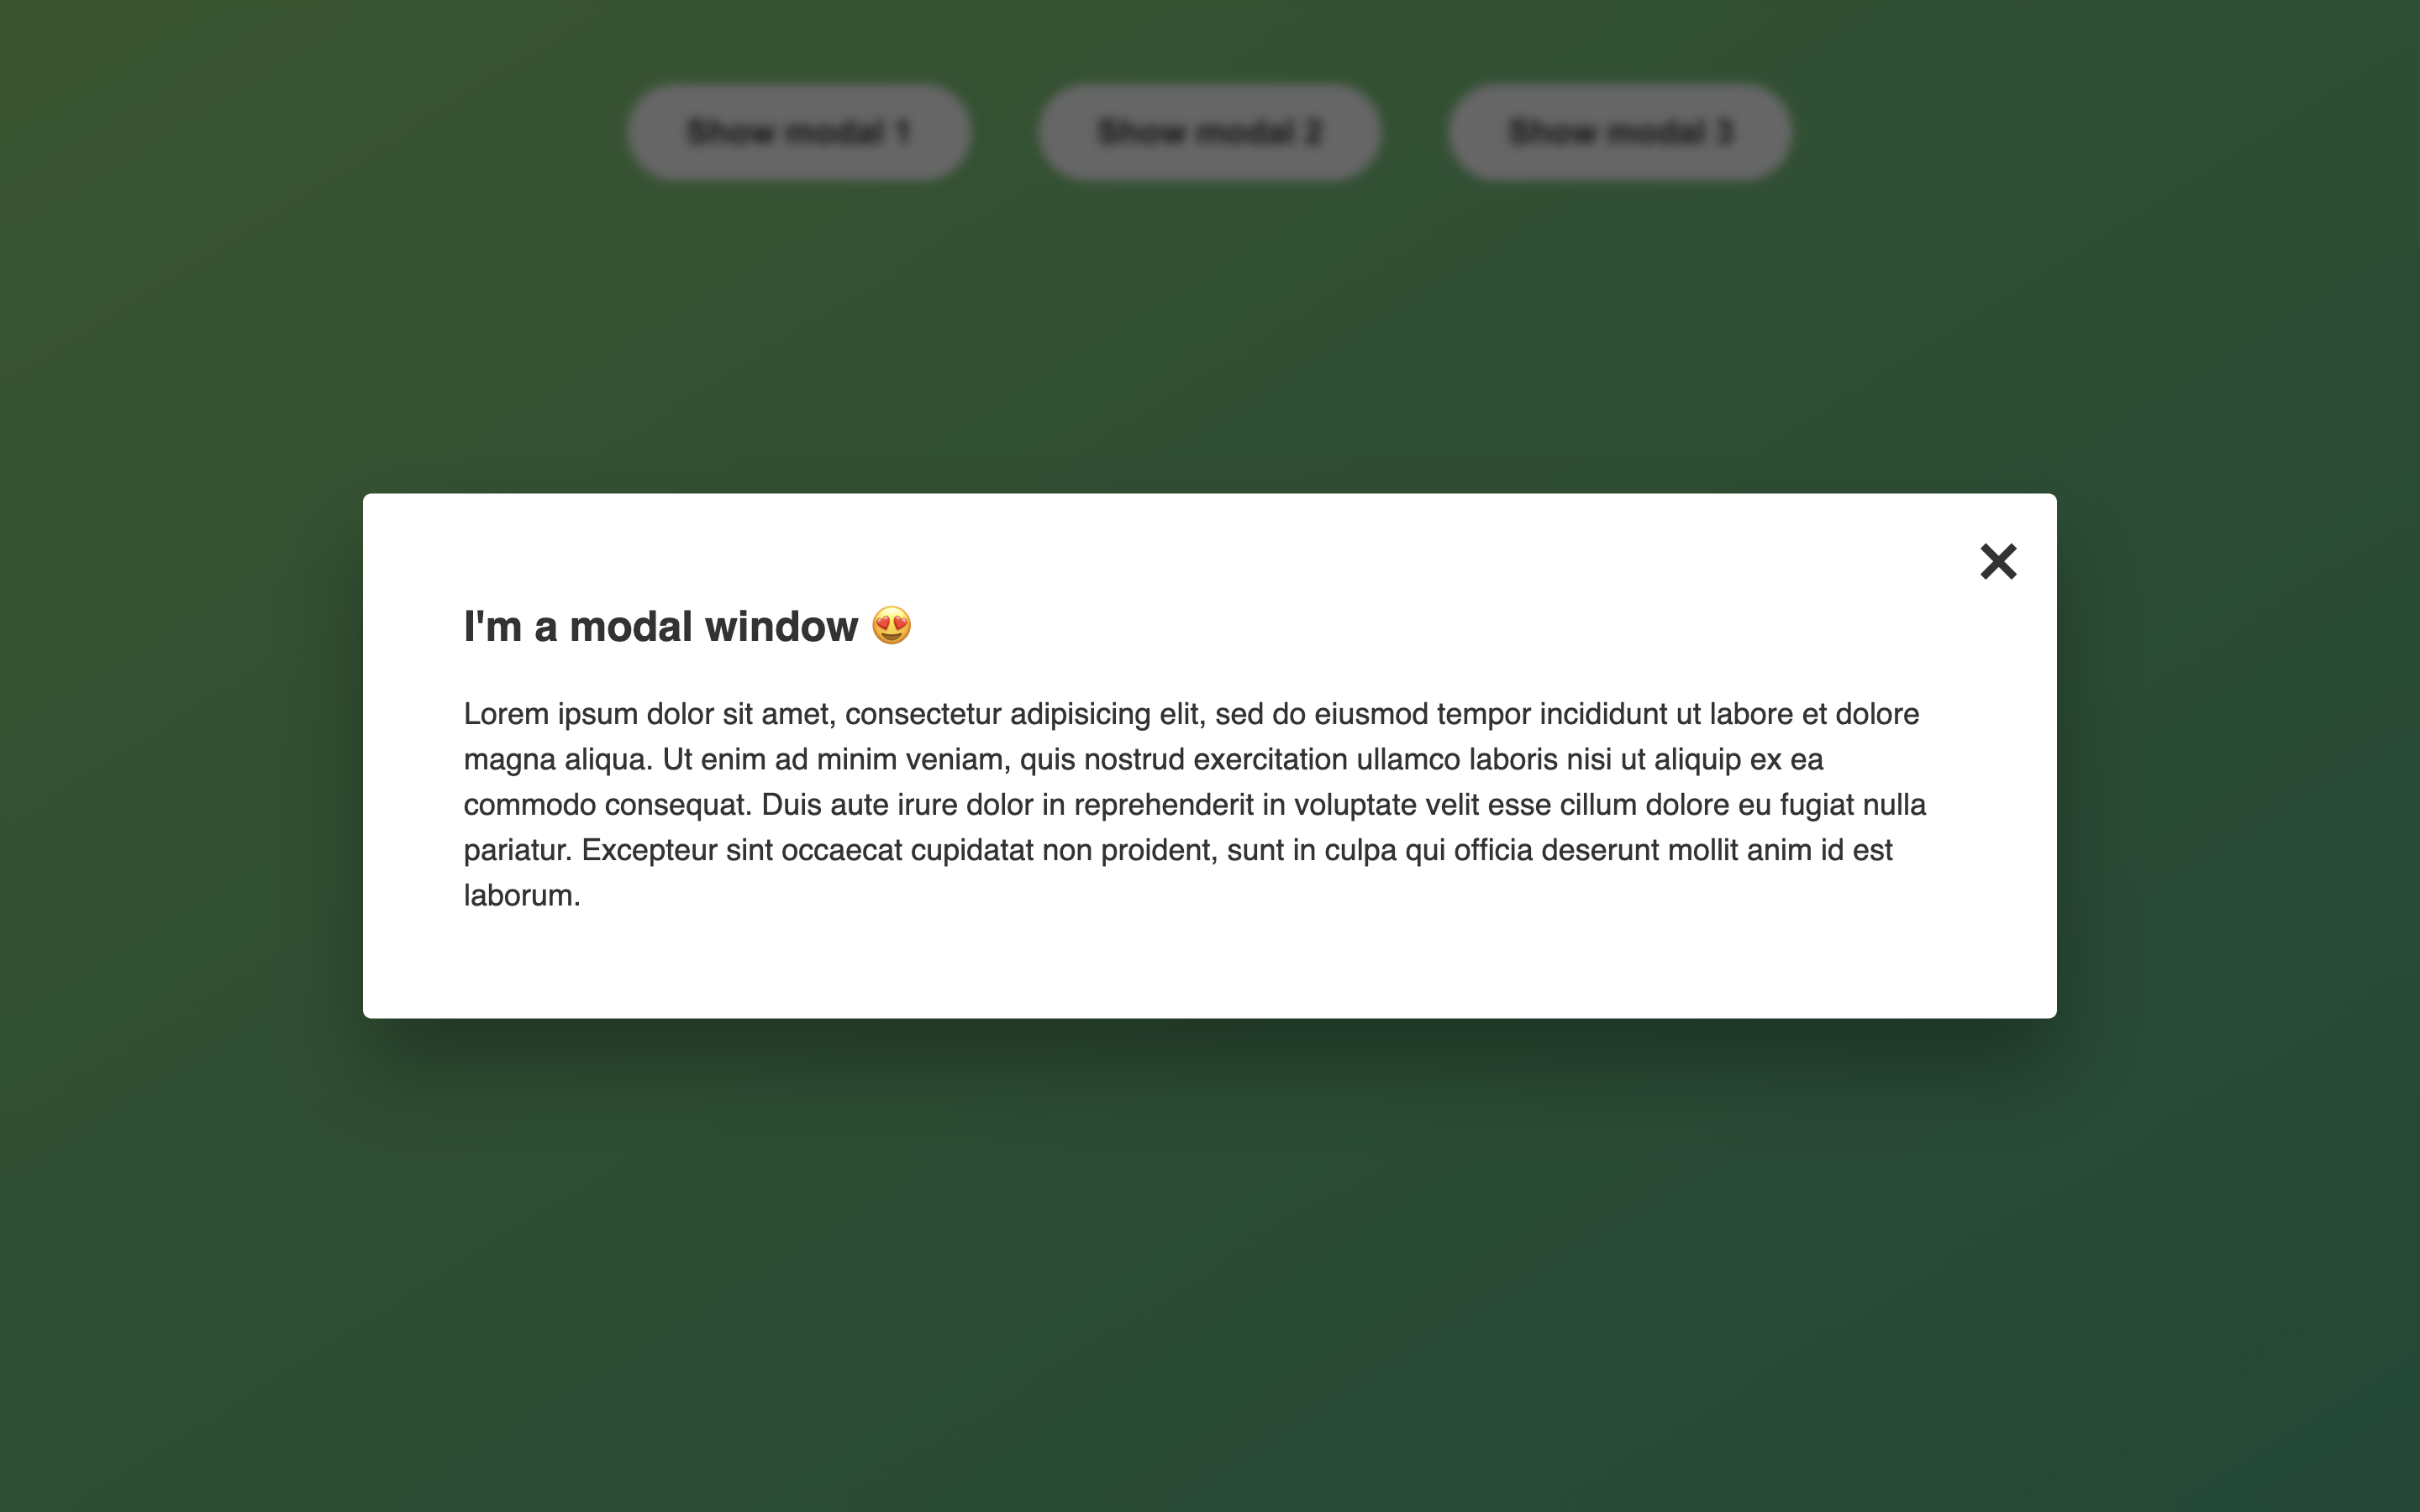 Show modal 1
Show modal 2
Show modal 3
×
I'm a modal window 😍
Lorem ipsum dolor sit amet, consectetur adipisicing elit, sed do eiusmod tempor incididunt ut labore et dolore
magna aliqua. Ut enim ad minim veniam, quis nostrud exercitation ullamco laboris nisi ut aliquip ex ea
commodo consequat. Duis aute irure dolor in reprehenderit in voluptate velit esse cillum dolore eu fugiat nulla
pariatur. Excepteur sint occaecat cupidatat non proident, sunt in culpa qui officia deserunt mollit anim id est
laborum.